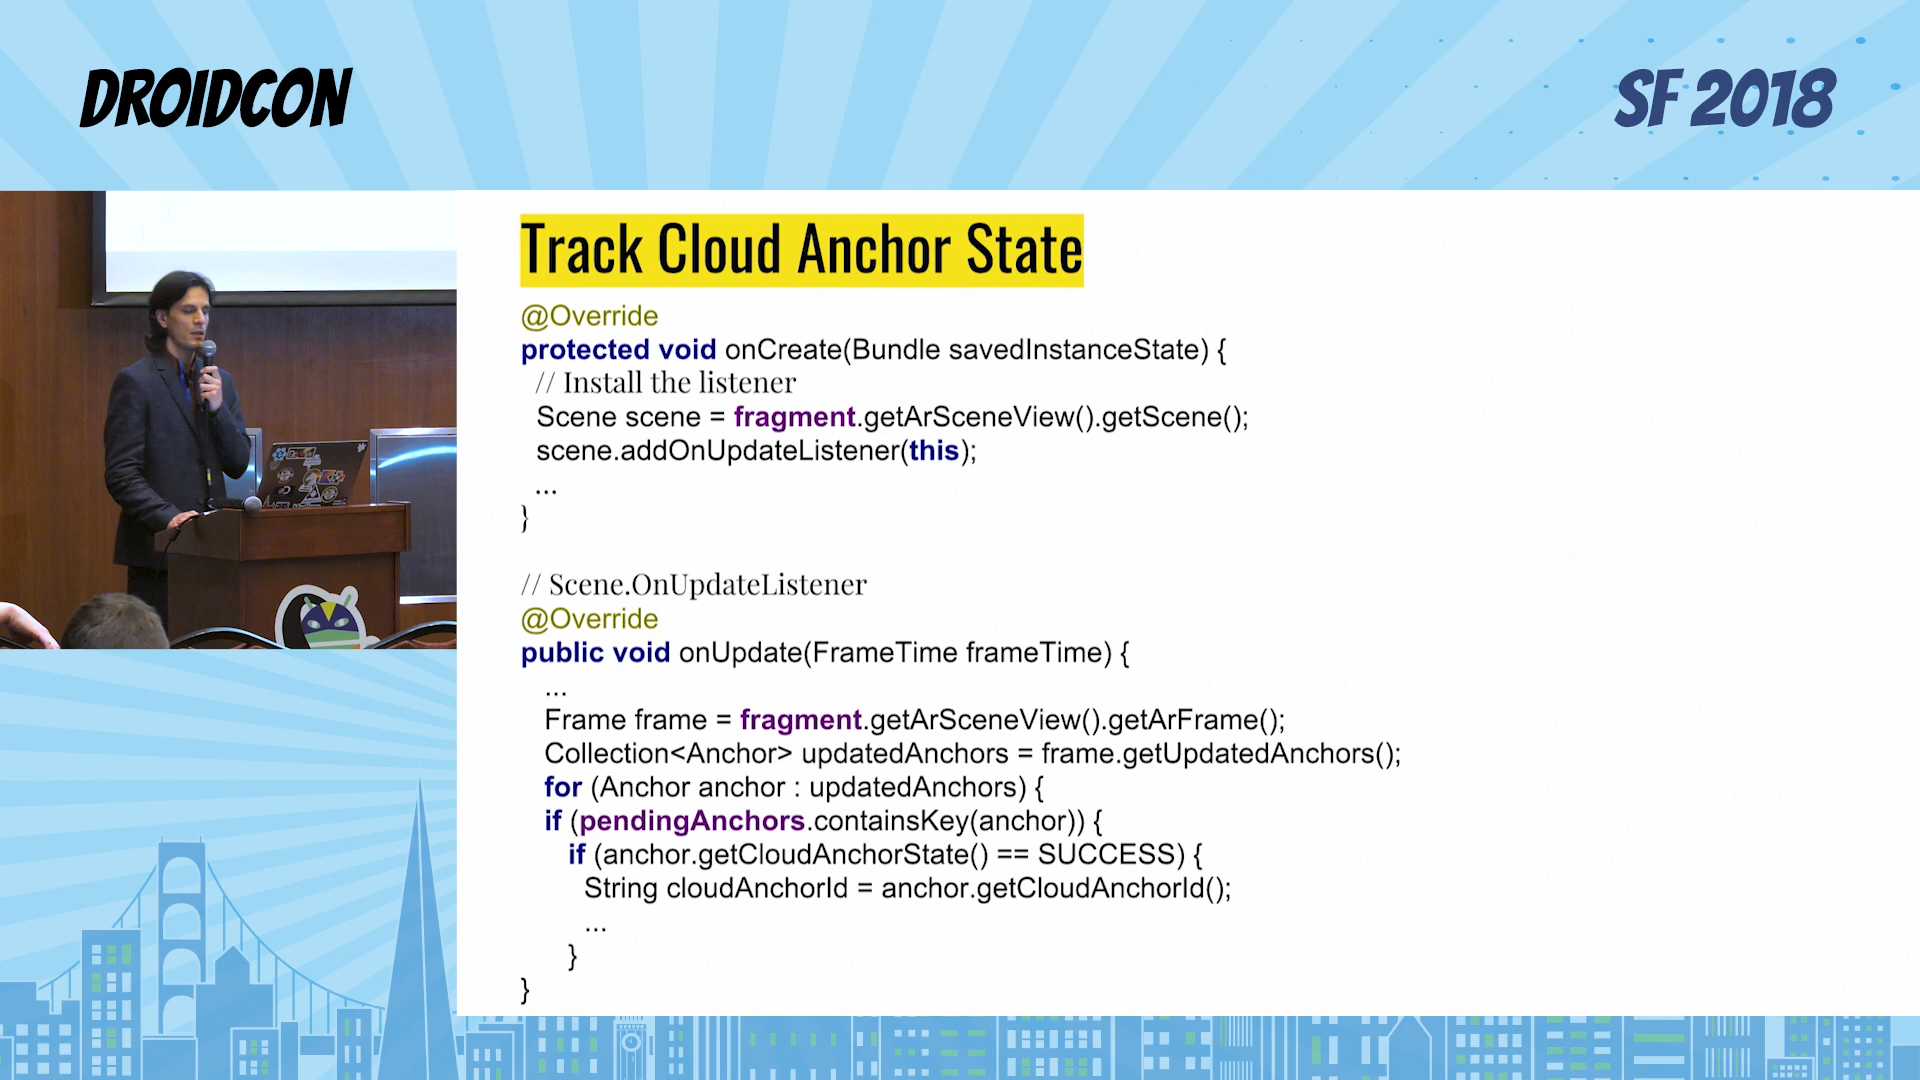 DROIDCON
SF 2018
Track Cloud Anchor State
@Override
protected void onCreate(Bundle savedInstanceState) {
// Install the listener
Scene scene = fragment.getArSceneView().getScene();
scene.addOnUpdateListener(this);
...
}
// Scene.OnUpdateListener
@Override
public void onUpdate(FrameTime frameTime) {
...
Frame frame = fragment.getArSceneView().getArFrame();
Collection<Anchor> updatedAnchors = frame.getUpdatedAnchors();
for (Anchor anchor : updatedAnchors) {
if (pendingAnchors.containsKey(anchor)) {
if (anchor.getCloudAnchorState() == SUCCESS) {
String cloudAnchorId = anchor.getCloudAnchorId();
...
}
}